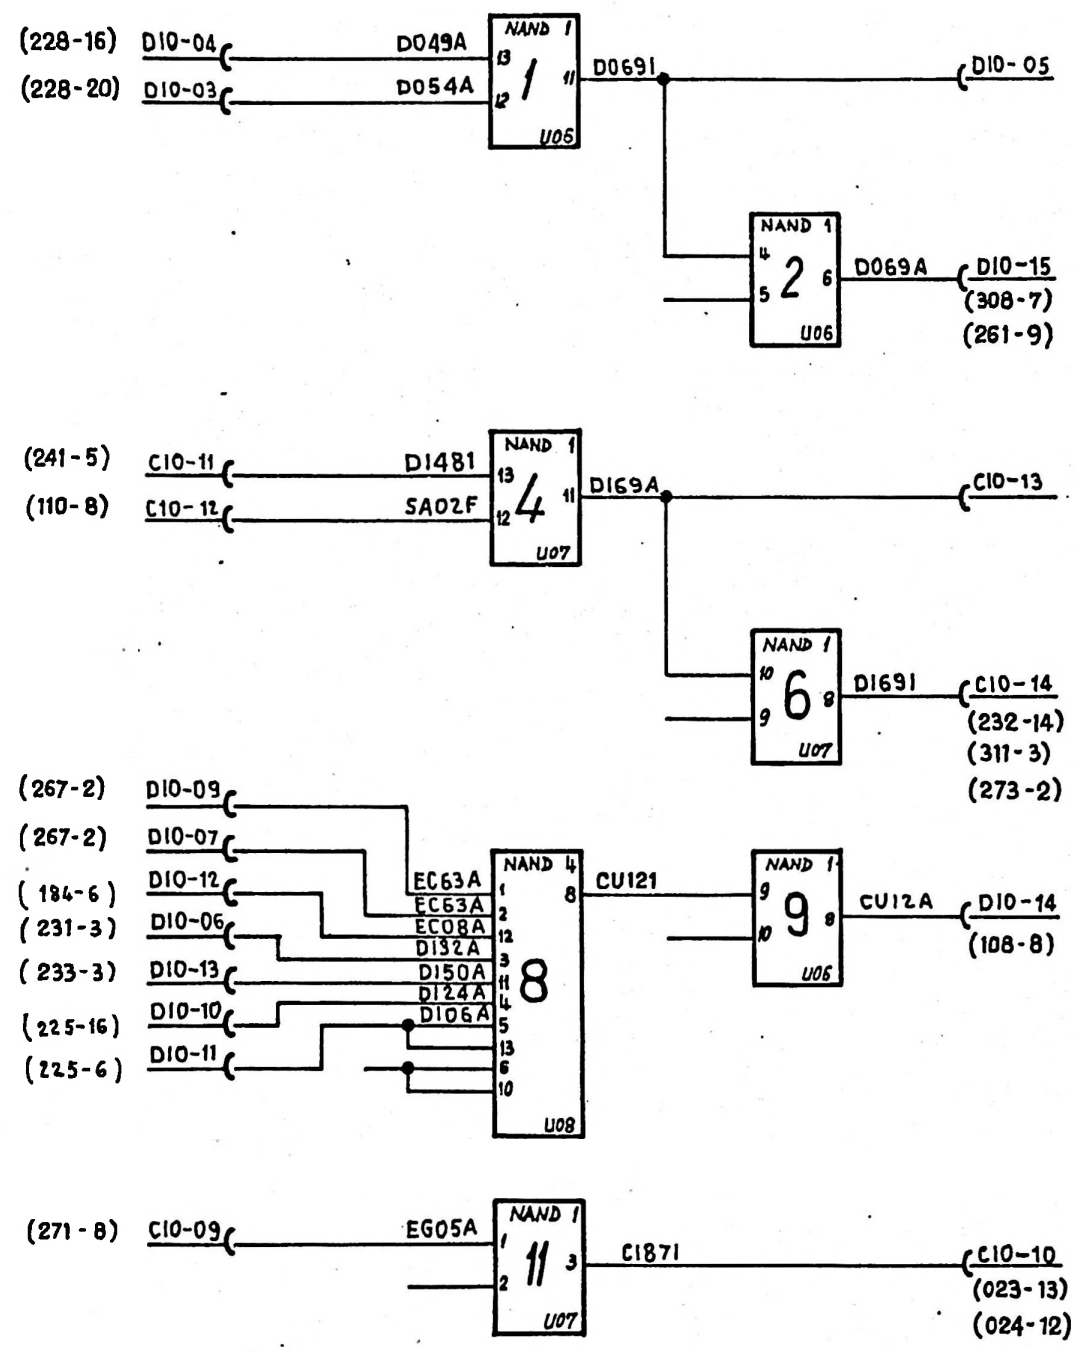 NAND 1
(228-16) D10-04 D049A 13
1 11 D0691 D10-05
(228-20) D10-03 D054A 12
U06
NAND 1
4
2 6 D069A D10-15
5 (308-7)
U06 (261-9)
NAND 1
(241-5) C10-11 D1481 13
4 11 D169A C10-13
(110-8) C10-12 SA02F 12
U07
NAND 1
10
6 8 D1691 C10-14
9 (232-14)
U07 (311-3)
(273-2)
(267-2) D10-09
(267-2) D10-07
NAND 4
NAND 1
(184-6) D10-12 EC63A 1
8 CU121 9
EC63A 2
9 8 CU12A D10-14
(231-3) D10-06 EC08A 12
10 (108-8)
D132A 3
U06
(233-3) D10-13 D150A 11
8
D124A 4
(225-16) D10-10 D106A 5
13
(225-6) D10-11 6
10
U08
NAND 1
(271-8) C10-09 EG05A 1
11 3 C1871 C10-10
2 (023-13)
U07 (024-12)